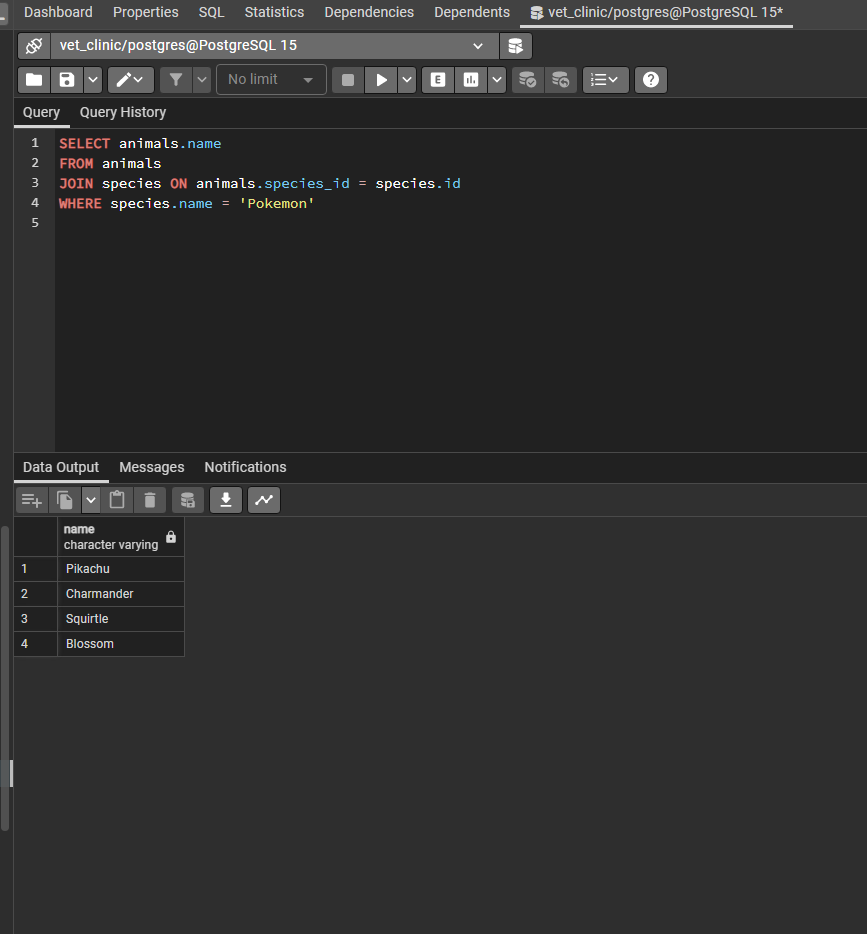 Dashboard Properties SQL Statistics Dependencies Dependents vet_clinic/postgres@PostgreSQL 15*
vet_clinic/postgres@PostgreSQL 15
No limit E
Query Query History
1 SELECT animals.name
2 FROM animals
3 JOIN species ON animals.species_id = species.id
4 WHERE species.name = 'Pokemon'
5
Data Output Messages Notifications
name
character varying
1 Pikachu
2 Charmander
3 Squirtle
4 Blossom